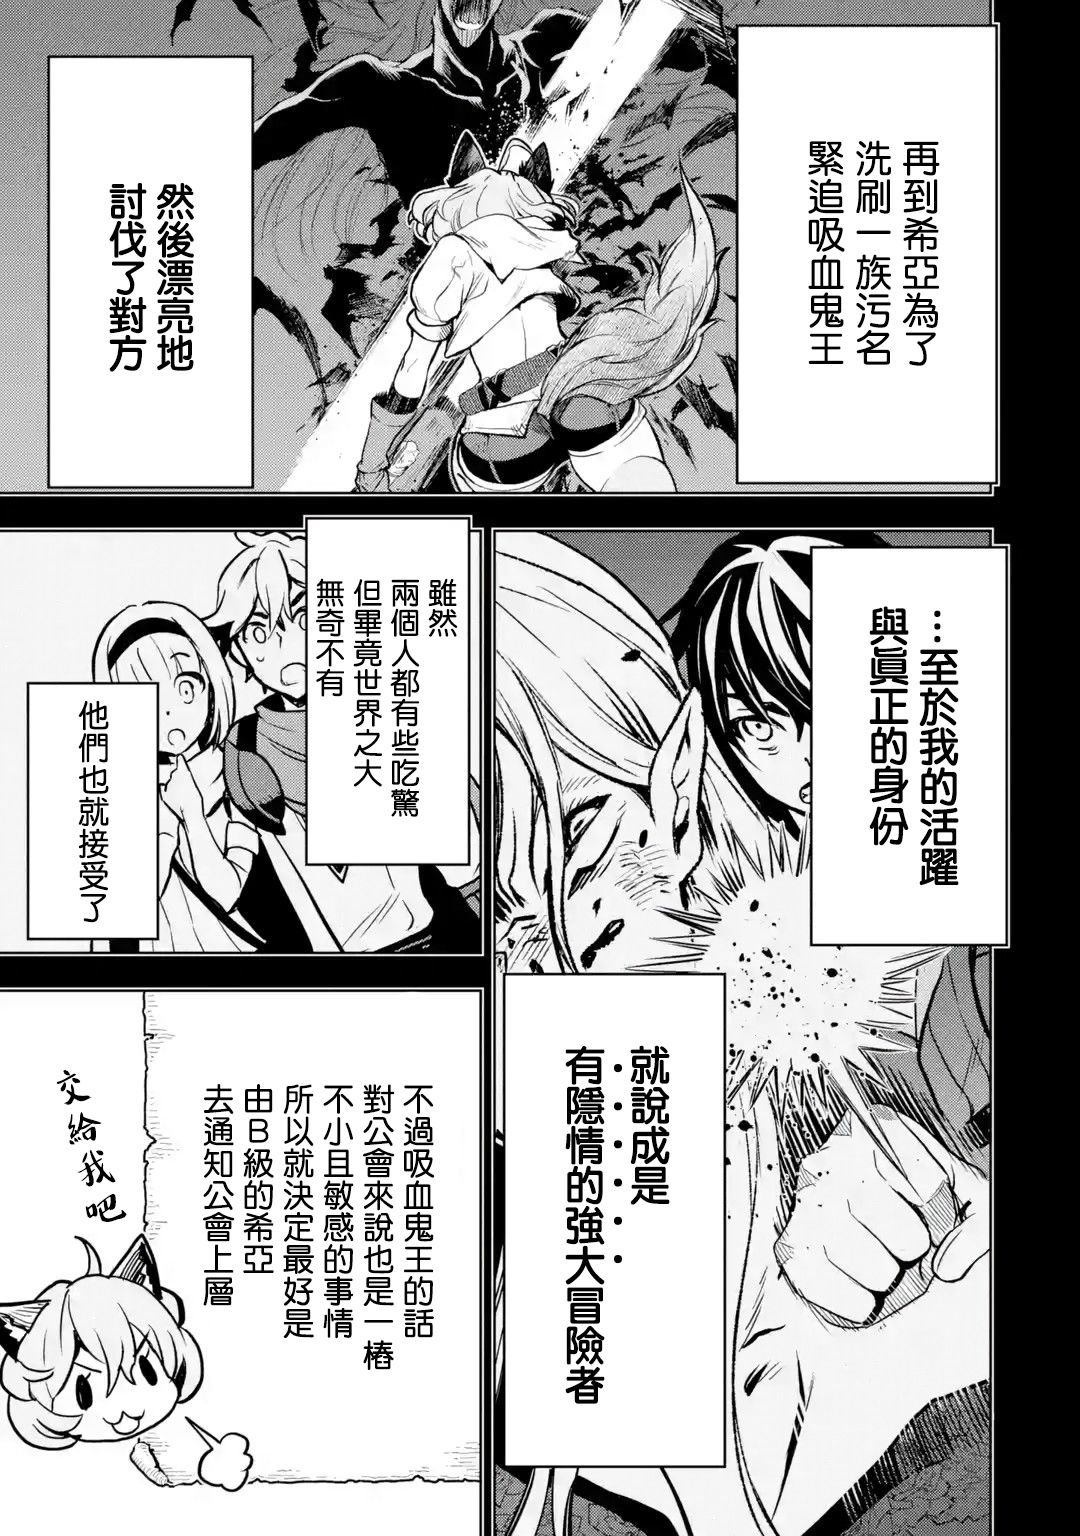 再到希亞為了
洗刷一族污名
緊追吸血鬼王
然後漂亮地
討伐了對方
…至於我的活躍
與真正的身份
就說成是
有隱情的強大冒險者
雖然
兩個人都有些吃驚
但畢竟世界之大
無奇不有
他們也就接受了
不過吸血鬼王的話
對公會來說也是一樁
不小且敏感的事情
所以就決定最好是
由B級的希亞
去通知公會上層
交給我吧